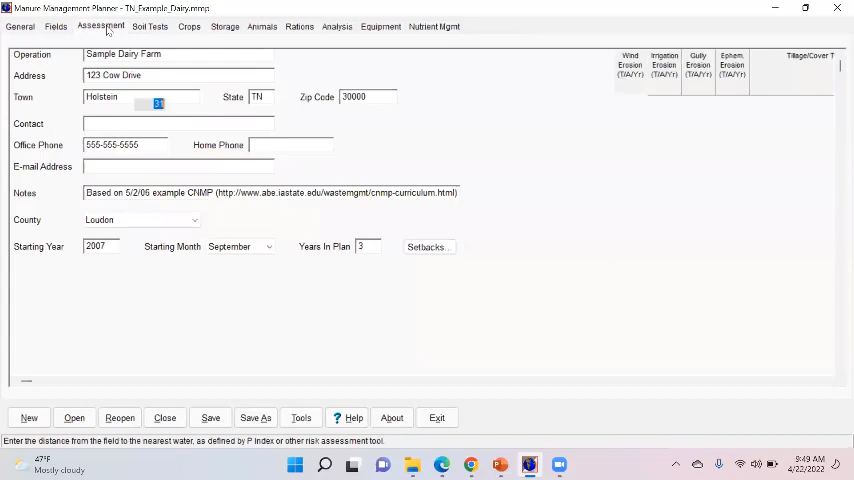 Manure Management Planner - TN_Example_Dairy.mmp
General Fields Assessment Soil Tests Crops Storage Animals Rations Analysis Equipment Nutrient Mgmt
Operation Sample Dairy Farm
Address 123 Cow Drive
Town Holstein State TN Zip Code 30000
31
Contact
Office Phone 555-555-5555 Home Phone
E-mail Address
Notes Based on 5/2/06 example CNMP (http://www.abe.iastate.edu/wastemgmt/cnmp-curriculum.html)
County Loudon
Starting Year 2007 Starting Month September Years In Plan 3 Setbacks...
Wind Erosion (T/A/Yr)
Irrigation Erosion (T/A/Yr)
Gully Erosion (T/A/Yr)
Ephem. Erosion (T/A/Yr)
Tillage/Cover T
New Open Reopen Close Save Save As Tools ? Help About Exit
Enter the distance from the field to the nearest water, as defined by P Index or other risk assessment tool.
47°F
Mostly cloudy
9:49 AM
4/22/2022